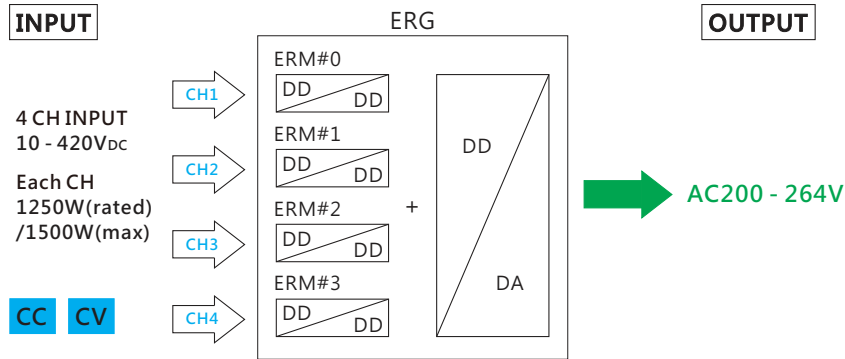 INPUT
ERG
OUTPUT
4 CH INPUT
10 - 420VDC
Each CH
1250W(rated)
/1500W(max)
CC
CV
CH1
CH2
CH3
CH4
ERM#0
DD
DD
ERM#1
DD
DD
ERM#2
DD
DD
ERM#3
DD
DD
+
DD
DA
AC200 - 264V